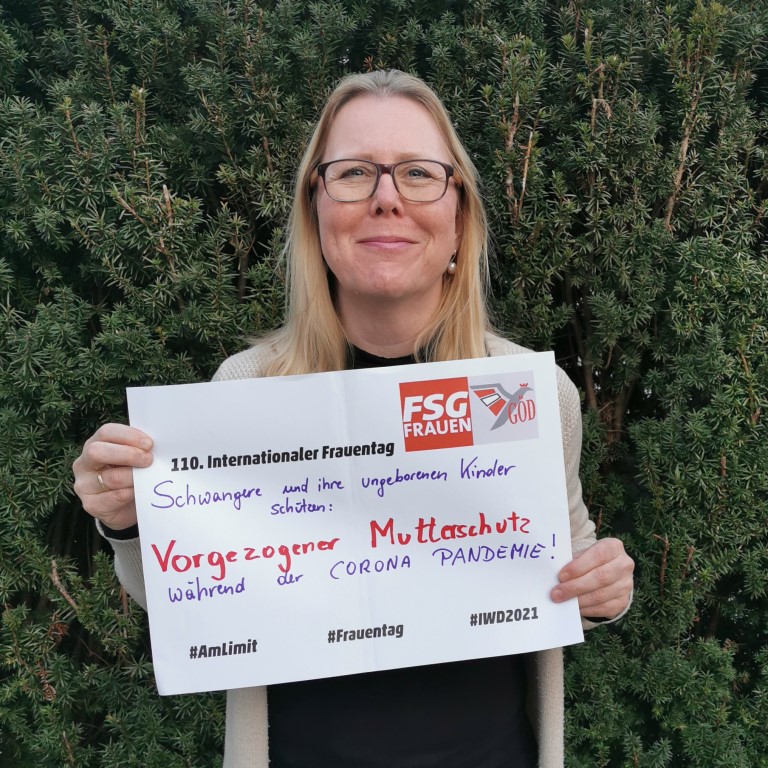 FSG
FRAUEN
GÖD
110. Internationaler Frauentag
Schwangere und ihre ungeborenen Kinder
schützen:
Vorgezogener Mutterschutz
während der CORONA PANDEMIE!
#AmLimit #Frauentag #IWD2021